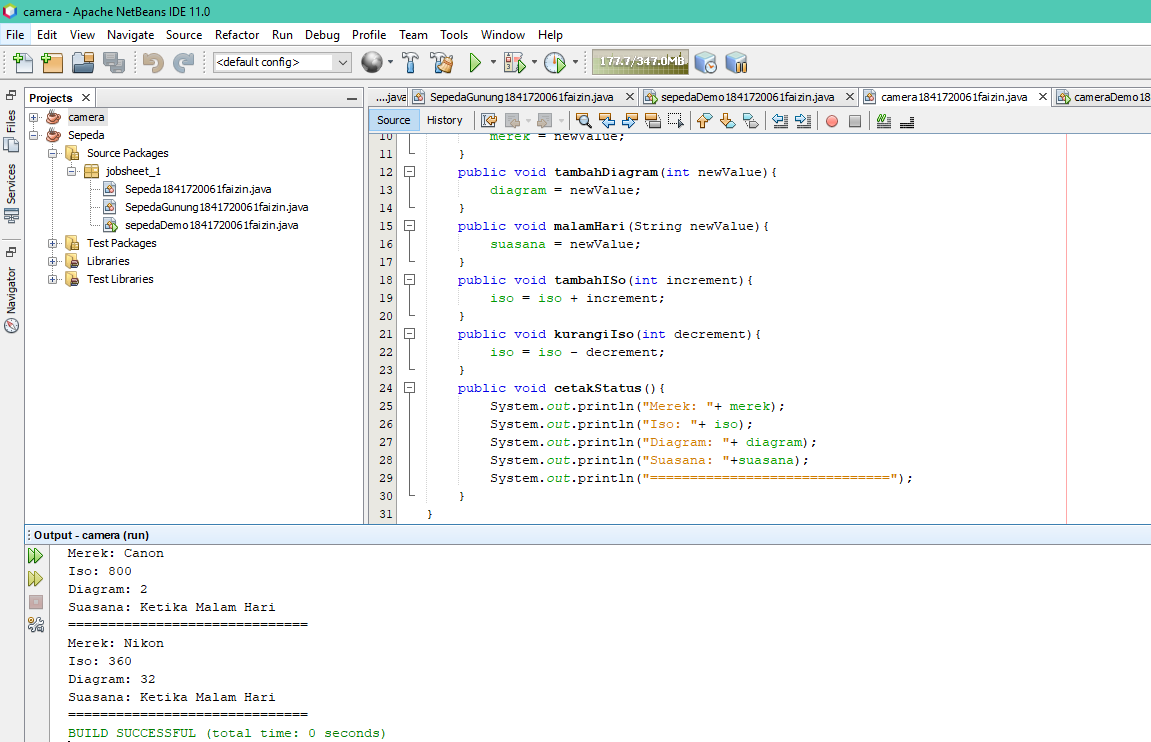 camera - Apache NetBeans IDE 11.0
File Edit View Navigate Source Refactor Run Debug Profile Team Tools Window Help
<default config>
177.7/347.0MB
Projects
....java SepedaGunung1841720061faizin.java sepedaDemo1841720061faizin.java camera1841720061faizin.java cameraDemo18
Source History
Files
Services
Navigator
camera
Sepeda
Source Packages
jobsheet_1
Sepeda1841720061faizin.java
SepedaGunung1841720061faizin.java
sepedaDemo1841720061faizin.java
Test Packages
Libraries
Test Libraries
10 merek = newValue;
11 }
12 public void tambahDiagram(int newValue){
13 diagram = newValue;
14 }
15 public void malamHari(String newValue){
16 suasana = newValue;
17 }
18 public void tambahISo(int increment){
19 iso = iso + increment;
20 }
21 public void kurangiIso(int decrement){
22 iso = iso - decrement;
23 }
24 public void cetakStatus(){
25 System.out.println("Merek: "+ merek);
26 System.out.println("Iso: "+ iso);
27 System.out.println("Diagram: "+ diagram);
28 System.out.println("Suasana: "+suasana);
29 System.out.println("==============================");
30 }
31 }
Output - camera (run)
Merek: Canon
Iso: 800
Diagram: 2
Suasana: Ketika Malam Hari
==============================
Merek: Nikon
Iso: 360
Diagram: 32
Suasana: Ketika Malam Hari
==============================
BUILD SUCCESSFUL (total time: 0 seconds)